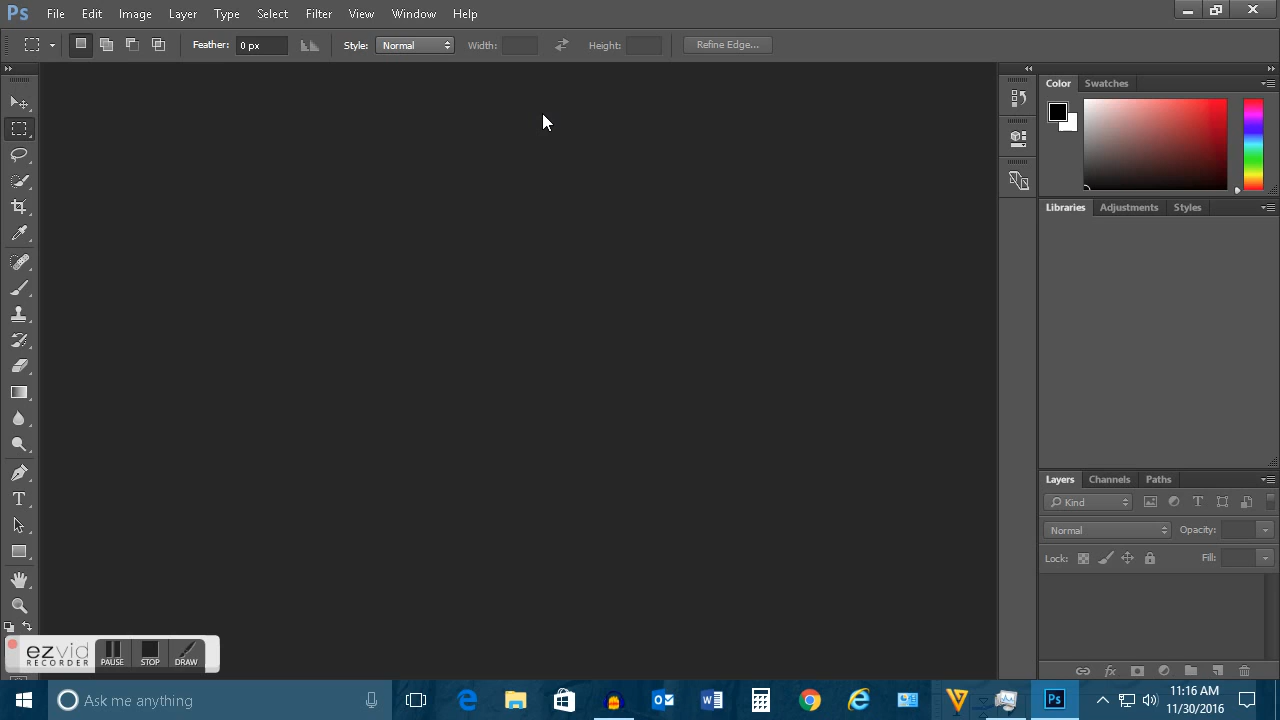 Ps File Edit Image Layer Type Select Filter View Window Help
Feather: 0 px Style: Normal Width: Height: Refine Edge...
Color Swatches
Libraries Adjustments Styles
Layers Channels Paths
Kind
Normal Opacity:
Lock: Fill:
fx
ezvid
RECORDER
PAUSE STOP DRAW
Ask me anything
Ps
11:16 AM
11/30/2016